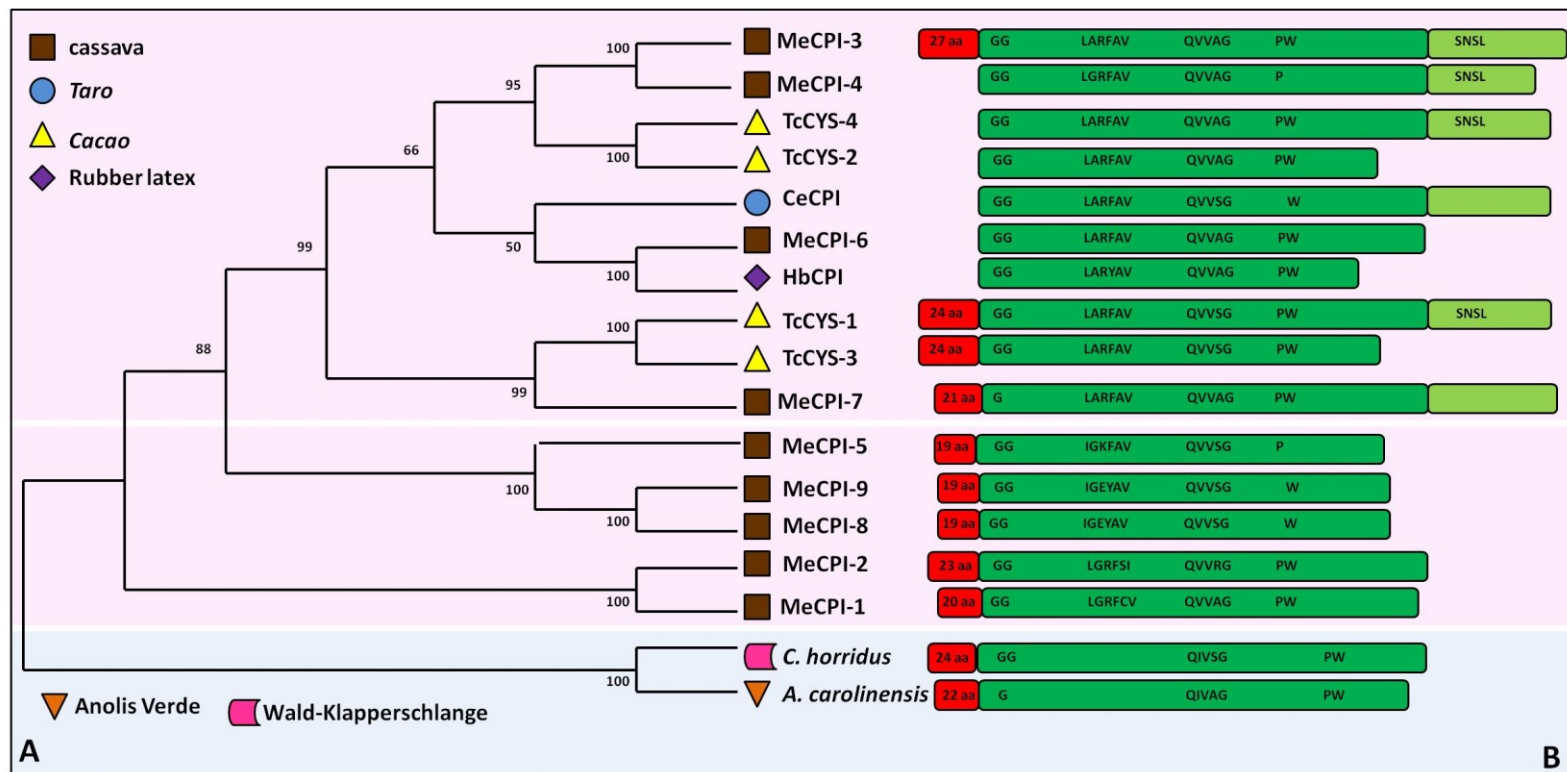 cassava
Taro
Cacao
Rubber latex
100
95
100
66
50
100
99
100
99
88
100
100
100
100
MeCPI-3 27 aa GG LARFAV QVVAG PW SNSL
MeCPI-4 GG LGRFAV QVVAG P SNSL
TcCYS-4 GG LARFAV QVVAG PW SNSL
TcCYS-2 GG LARFAV QVVAG PW
CeCPI GG LARFAV QVVSG W
MeCPI-6 GG LARFAV QVVAG PW
HbCPI GG LARYAV QVVAG PW
TcCYS-1 24 aa GG LARFAV QVVSG PW SNSL
TcCYS-3 24 aa GG LARFAV QVVSG PW
MeCPI-7 21 aa G LARFAV QVVAG PW
MeCPI-5 19 aa GG IGKFAV QVVSG P
MeCPI-9 19 aa GG IGEYAV QVVSG W
MeCPI-8 19 aa GG IGEYAV QVVSG W
MeCPI-2 23 aa GG LGRFSI QVVRG PW
MeCPI-1 20 aa GG LGRFCV QVVAG PW
C. horridus 24 aa GG QIVSG PW
A. carolinensis 22 aa G QIVAG PW
Anolis Verde
Wald-Klapperschlange
A
B